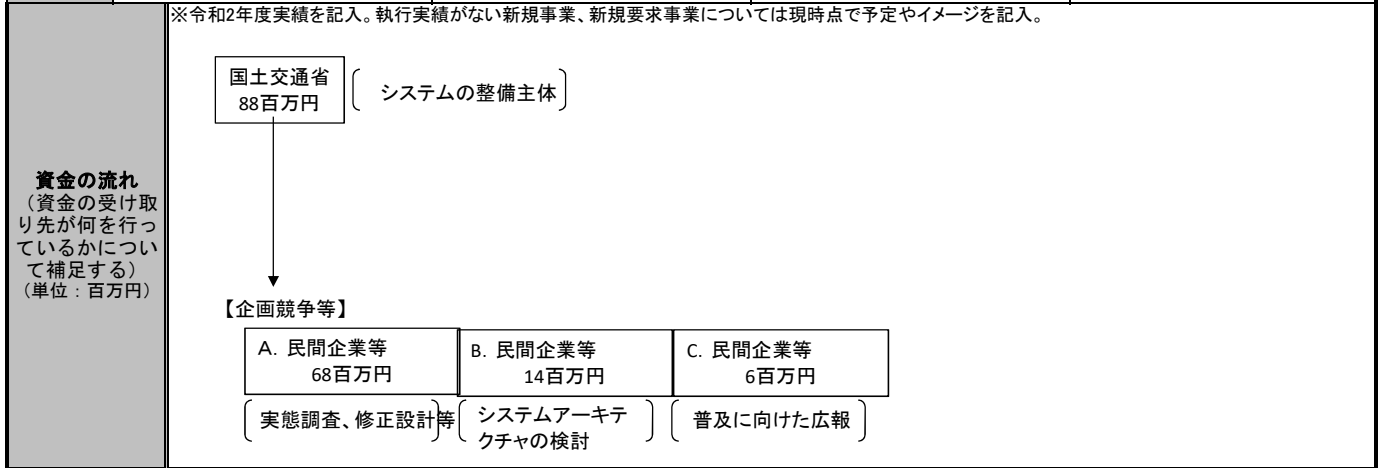 ※令和2年度実績を記入。執行実績がない新規事業、新規要求事業については現時点で予定やイメージを記入。
国土交通省
88百万円
システムの整備主体
資金の流れ
（資金の受け取
り先が何を行っ
ているかについ
て補足する）
（単位：百万円）
【企画競争等】
A．民間企業等
68百万円
B．民間企業等
14百万円
C．民間企業等
6百万円
実態調査、修正設計等
システムアーキテ
クチャの検討
普及に向けた広報